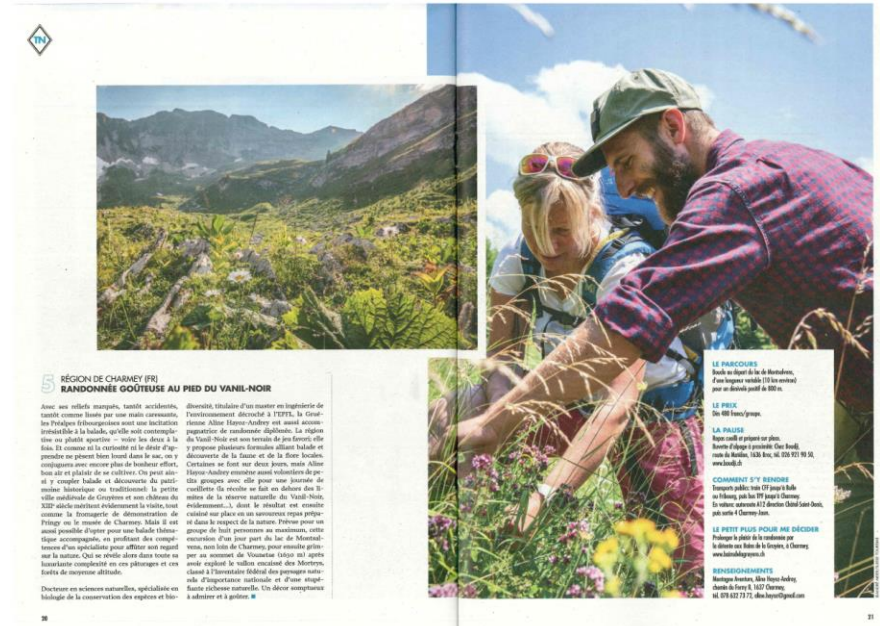 TN
5 RÉGION DE CHARMEY (FR)
RANDONNÉE GOÛTEUSE AU PIED DU VANIL-NOIR
Avec ses reliefs marqués, tantôt accidentés,
tantôt comme lissés par une main caressante,
les Préalpes fribourgeoises sont une incitation
irrésistible à la balade, qu'elle soit contempla-
tive ou plutôt sportive – voire les deux à la
fois. Et comme ni la curiosité ni le désir d'ap-
prendre ne pèsent bien lourd dans le sac, on y
conjuguera avec encore plus de bonheur effort,
bon air et plaisir de se cultiver. On peut ain-
si y coupler balade et découverte du patri-
moine historique ou traditionnel: la petite
ville médiévale de Gruyères et son château du
XIIIe siècle méritent évidemment la visite, tout
comme la fromagerie de démonstration de
Pringy ou le musée de Charmey. Mais il est
aussi possible d'opter pour une balade théma-
tique accompagnée, en profitant des compé-
tences d'un spécialiste pour affûter son regard
sur la nature. Qui se révèle alors dans toute sa
luxuriante complexité en ces pâturages et ces
forêts de moyenne altitude.
Docteure en sciences naturelles, spécialisée en
biologie de la conservation des espèces et bio-
diversité, titulaire d'un master en ingénierie de
l'environnement décroché à l'EPFL, la Grué-
rienne Aline Hayoz-Andrey est aussi accom-
pagnatrice de randonnée diplômée. La région
du Vanil-Noir est son terrain de jeu favori; elle
y propose plusieurs formules alliant balade et
découverte de la faune et de la flore locales.
Certaines se font sur deux jours, mais Aline
Hayoz-Andrey emmène aussi volontiers de pe-
tits groupes avec elle pour une journée de
cueillette (la récolte se fait en dehors des li-
mites de la réserve naturelle du Vanil-Noir,
évidemment...), dont le résultat est ensuite
cuisiné sur place en un savoureux repas prépa-
ré dans le respect de la nature. Prévue pour un
groupe de huit personnes au maximum, cette
excursion d'un jour part du lac de Montsal-
vens, non loin de Charmey, pour ensuite grim-
per au sommet de Vounetse (1630 m) après
avoir exploré le vallon encaissé des Mortcys,
classé à l'Inventaire fédéral des paysages natu-
rels d'importance nationale et d'une stupé-
fiante richesse naturelle. Un décor somptueux
à admirer et à goûter.
20
LE PARCOURS
Boucle au départ du lac de Montsalvens,
d'une longueur variable (10 km environ)
pour un dénivelé positif de 800 m.
LE PRIX
Dès 400 francs/groupe.
LA PAUSE
Repas cueilli et préparé sur place.
Buvette d'alpage à proximité: Chez Boudji,
route du Motélon, 1636 Broc, tél. 026 921 90 50,
www.boudji.ch
COMMENT S'Y RENDRE
Transports publics: train CFF jusqu'à Bulle
ou Fribourg, puis bus TPF jusqu'à Charmey.
En voiture: autoroute A12 direction Châtel-Saint-Denis,
puis sortie 4 Charmey-Jaun.
LE PETIT PLUS POUR ME DÉCIDER
Prolonger le plaisir de la randonnée par
la détente aux Bains de la Gruyère, à Charmey.
www.bainsdelagruyere.ch
RENSEIGNEMENTS
Montagne Aventure, Aline Hayoz-Andrey,
chemin du Forny 8, 1637 Charmey,
tél. 078 632 73 72, aline.hayoz@gmail.com
21